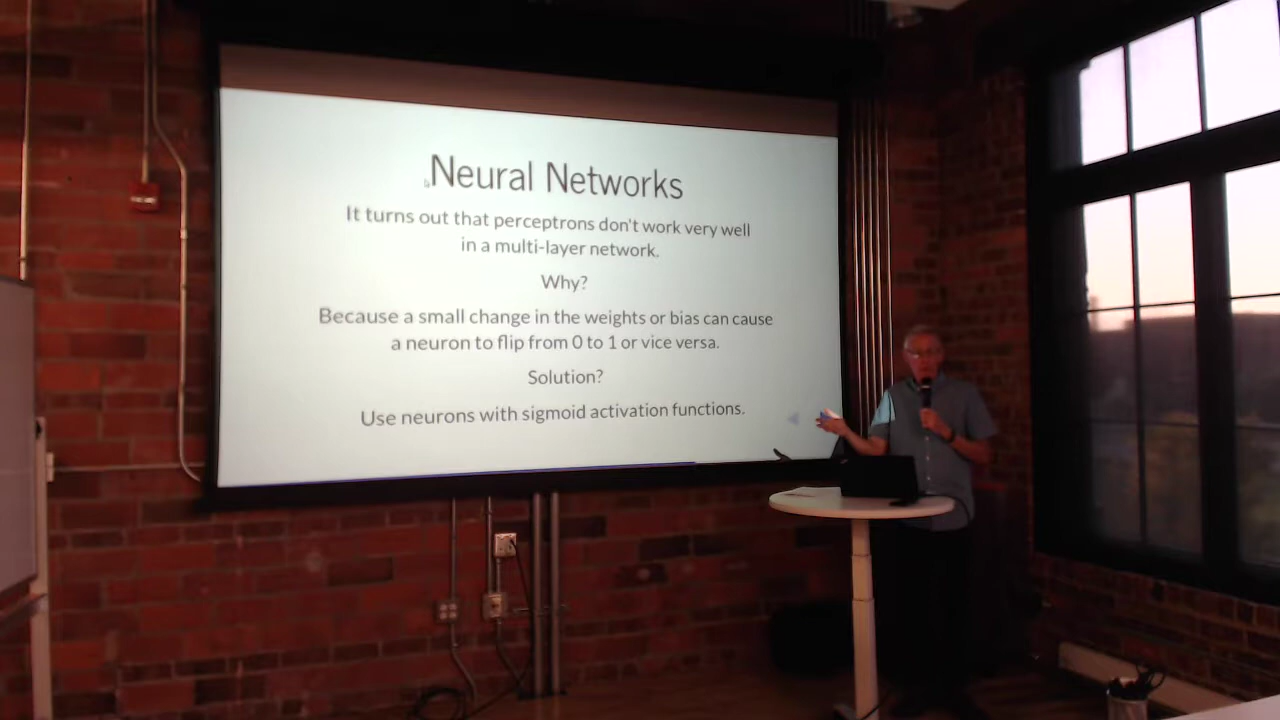 Neural Networks
It turns out that perceptrons don't work very well
in a multi-layer network.
Why?
Because a small change in the weights or bias can cause
a neuron to flip from 0 to 1 or vice versa.
Solution?
Use neurons with sigmoid activation functions.